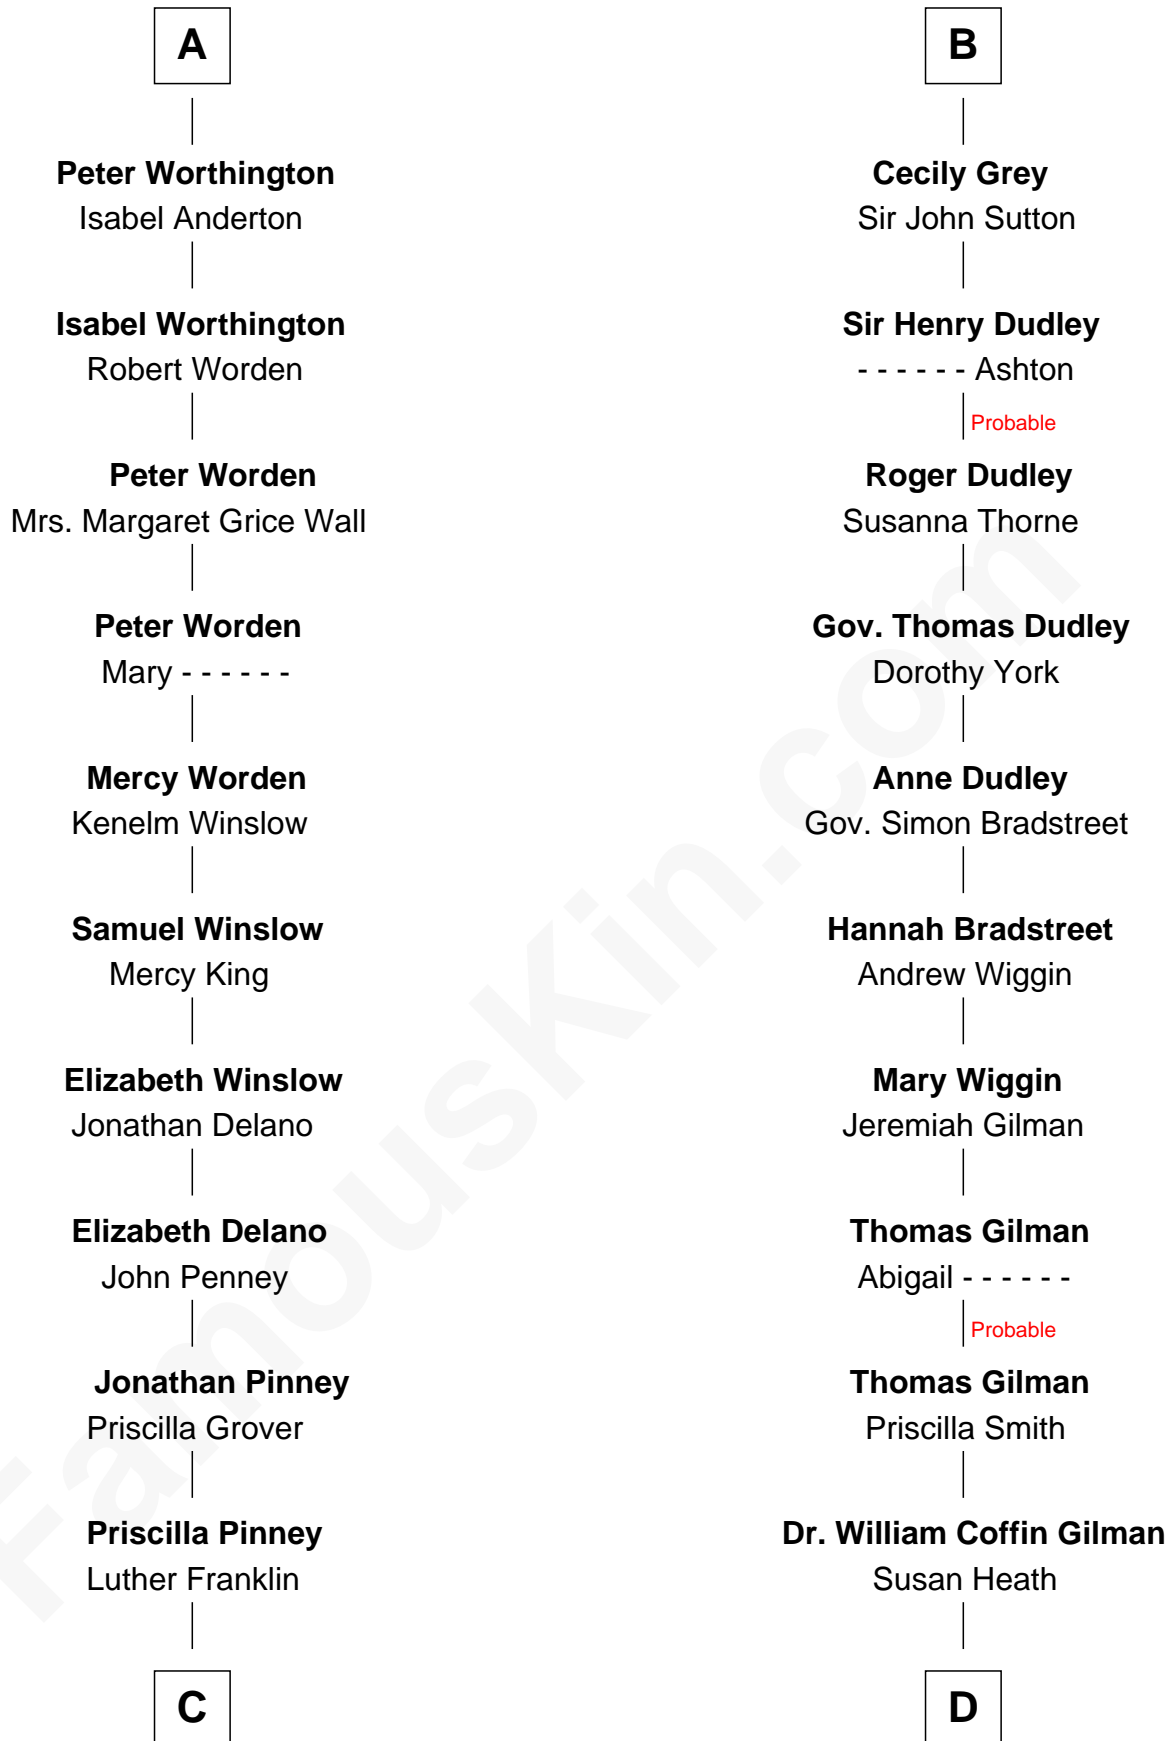 A
Peter Worthington
Isabel Anderton
Isabel Worthington
Robert Worden
Peter Worden
Mrs. Margaret Grice Wall
Peter Worden
Mary - - - - - -
Mercy Worden
Kenelm Winslow
Samuel Winslow
Mercy King
Elizabeth Winslow
Jonathan Delano
Elizabeth Delano
John Penney
Jonathan Pinney
Priscilla Grover
Priscilla Pinney
Luther Franklin
C
B
Cecily Grey
Sir John Sutton
Sir Henry Dudley
- - - - - - Ashton
Probable
Roger Dudley
Susanna Thorne
Gov. Thomas Dudley
Dorothy York
Anne Dudley
Gov. Simon Bradstreet
Hannah Bradstreet
Andrew Wiggin
Mary Wiggin
Jeremiah Gilman
Thomas Gilman
Abigail - - - - - -
Probable
Thomas Gilman
Priscilla Smith
Dr. William Coffin Gilman
Susan Heath
D
FamousKin.com